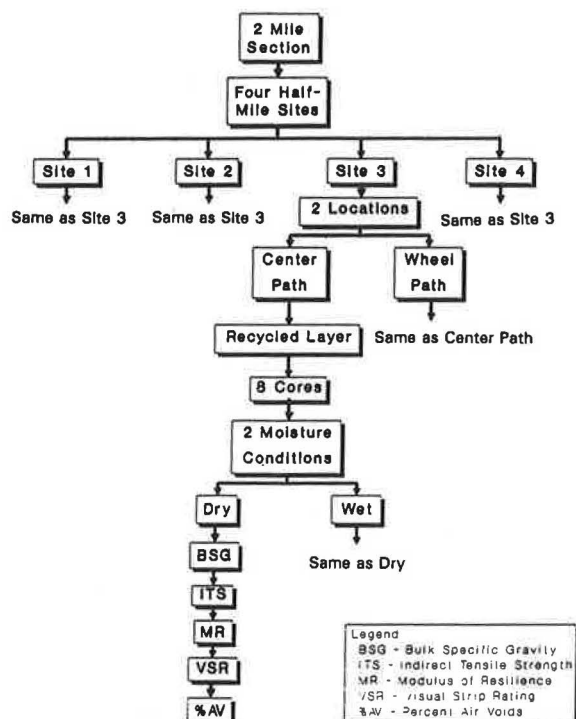 2 Mile
Section
Four Half-
Mile Sites
Site 1
Site 2
Site 3
Site 4
Same as Site 3
Same as Site 3
Same as Site 3
2 Locations
Center
Path
Wheel
Path
Recycled Layer
Same as Center Path
8 Cores
2 Moisture
Conditions
Dry
Wet
BSG
Same as Dry
ITS
MR
VSR
%AV
Legend
BSG - Bulk Specific Gravity
ITS - Indirect Tensile Strength
MR - Modulus of Resilience
VSR - Visual Strip Rating
%AV - Percent Air Voids